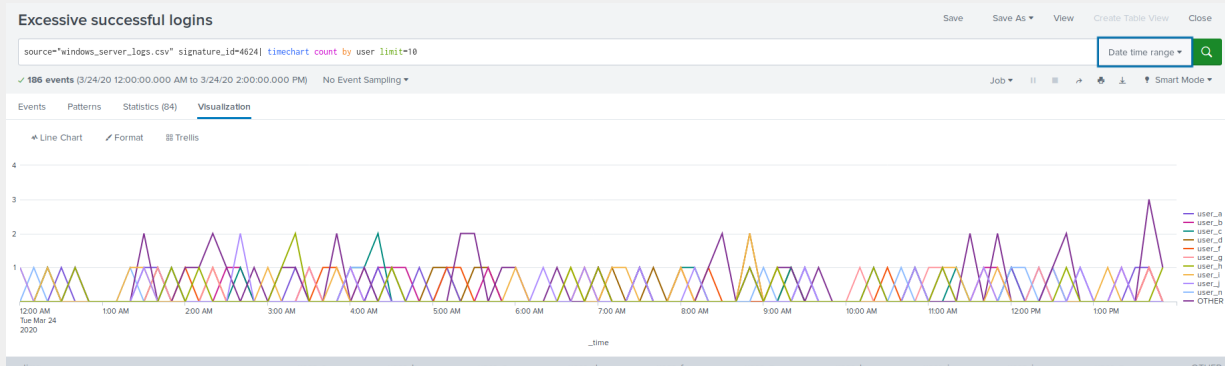 Excessive successful logins
Save Save As ▾ View Create Table View Close
source="windows_server_logs.csv" signature_id=4624| timechart count by user limit=10
Date time range ▾
✓ 186 events (3/24/20 12:00:00.000 AM to 3/24/20 2:00:00.000 PM) No Event Sampling ▾
Job ▾ Smart Mode ▾
Events Patterns Statistics (84) Visualization
Line Chart Format Trellis
4
3
2
1
user_a
user_b
user_c
user_d
user_f
user_g
user_h
user_i
user_j
user_n
OTHER
12:00 AM 1:00 AM 2:00 AM 3:00 AM 4:00 AM 5:00 AM 6:00 AM 7:00 AM 8:00 AM 9:00 AM 10:00 AM 11:00 AM 12:00 PM 1:00 PM
Tue Mar 24
2020
_time